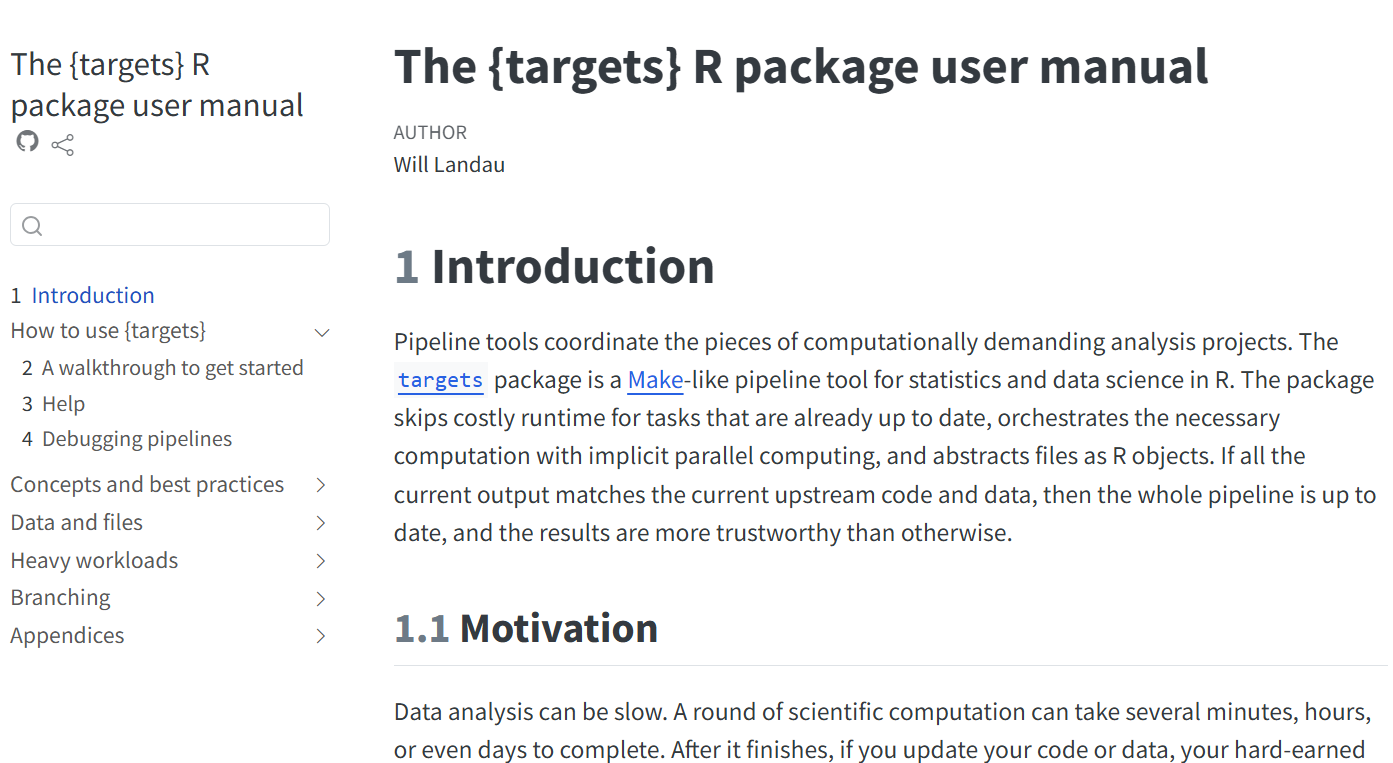 The {targets} R
package user manual
1 Introduction
How to use {targets}
2 A walkthrough to get started
3 Help
4 Debugging pipelines
Concepts and best practices
Data and files
Heavy workloads
Branching
Appendices
The {targets} R package user manual
AUTHOR
Will Landau
1 Introduction
Pipeline tools coordinate the pieces of computationally demanding analysis projects. The
targets package is a Make-like pipeline tool for statistics and data science in R. The package
skips costly runtime for tasks that are already up to date, orchestrates the necessary
computation with implicit parallel computing, and abstracts files as R objects. If all the
current output matches the current upstream code and data, then the whole pipeline is up to
date, and the results are more trustworthy than otherwise.
1.1 Motivation
Data analysis can be slow. A round of scientific computation can take several minutes, hours,
or even days to complete. After it finishes, if you update your code or data, your hard-earned